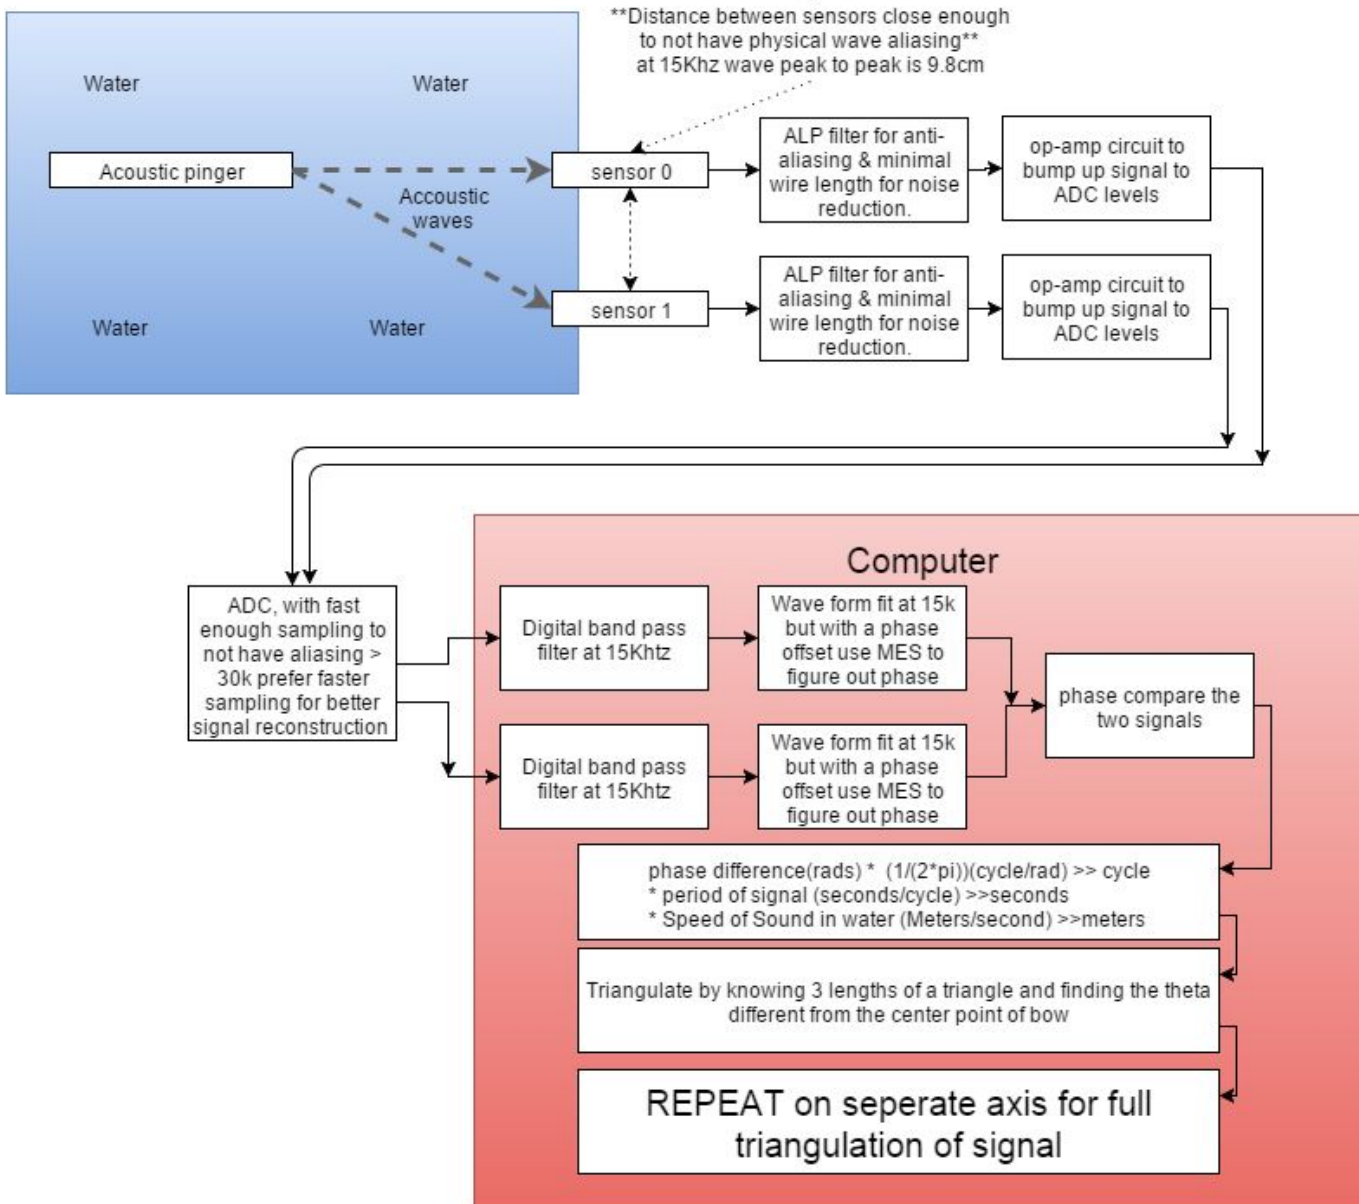 **Distance between sensors close enough
to not have physical wave aliasing**
at 15Khz wave peak to peak is 9.8cm
Water
Water
Acoustic pinger
Accoustic
waves
Water
Water
sensor 0
sensor 1
ALP filter for anti-
aliasing & minimal
wire length for noise
reduction.
op-amp circuit to
bump up signal to
ADC levels
ALP filter for anti-
aliasing & minimal
wire length for noise
reduction.
op-amp circuit to
bump up signal to
ADC levels
Computer
ADC, with fast
enough sampling to
not have aliasing >
30k prefer faster
sampling for better
signal reconstruction
Digital band pass
filter at 15Khtz
Wave form fit at 15k
but with a phase
offset use MES to
figure out phase
Digital band pass
filter at 15Khtz
Wave form fit at 15k
but with a phase
offset use MES to
figure out phase
phase compare the
two signals
phase difference(rads) * (1/(2*pi))(cycle/rad) >> cycle
* period of signal (seconds/cycle) >>seconds
* Speed of Sound in water (Meters/second) >>meters
Triangulate by knowing 3 lengths of a triangle and finding the theta
different from the center point of bow
REPEAT on seperate axis for full
triangulation of signal